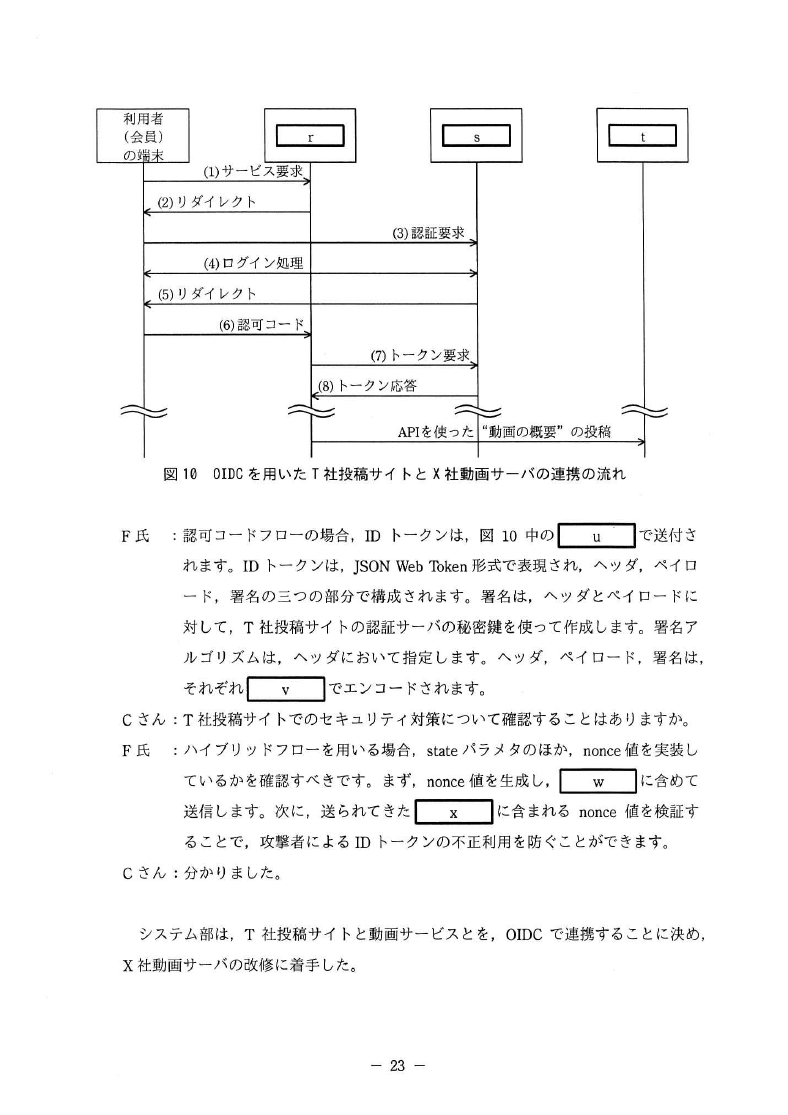 利用者
(会員)
の端末
r
s
t
(1)サービス要求
(2)リダイレクト
(3)認証要求
(4)ログイン処理
(5)リダイレクト
(6)認可コード
(7)トークン要求
(8)トークン応答
APIを使った“動画の概要”の投稿
図10 OIDCを用いたT社投稿サイトとX社動画サーバの連携の流れ
F氏 :認可コードフローの場合,IDトークンは,図10中の u で送付さ
れます。IDトークンは,JSON Web Token形式で表現され,ヘッダ,ペイロ
ード,署名の三つの部分で構成されます。署名は,ヘッダとペイロードに
対して,T社投稿サイトの認証サーバの秘密鍵を使って作成します。署名ア
ルゴリズムは,ヘッダにおいて指定します。ヘッダ,ペイロード,署名は,
それぞれ v でエンコードされます。
Cさん:T社投稿サイトでのセキュリティ対策について確認することはありますか。
F氏 :ハイブリッドフローを用いる場合,stateパラメタのほか,nonce値を実装し
ているかを確認すべきです。まず,nonce値を生成し, w に含めて
送信します。次に,送られてきた x に含まれる nonce 値を検証す
ることで,攻撃者によるIDトークンの不正利用を防ぐことができます。
Cさん:分かりました。
システム部は,T社投稿サイトと動画サービスとを,OIDCで連携することに決め,
X社動画サーバの改修に着手した。
− 23 −